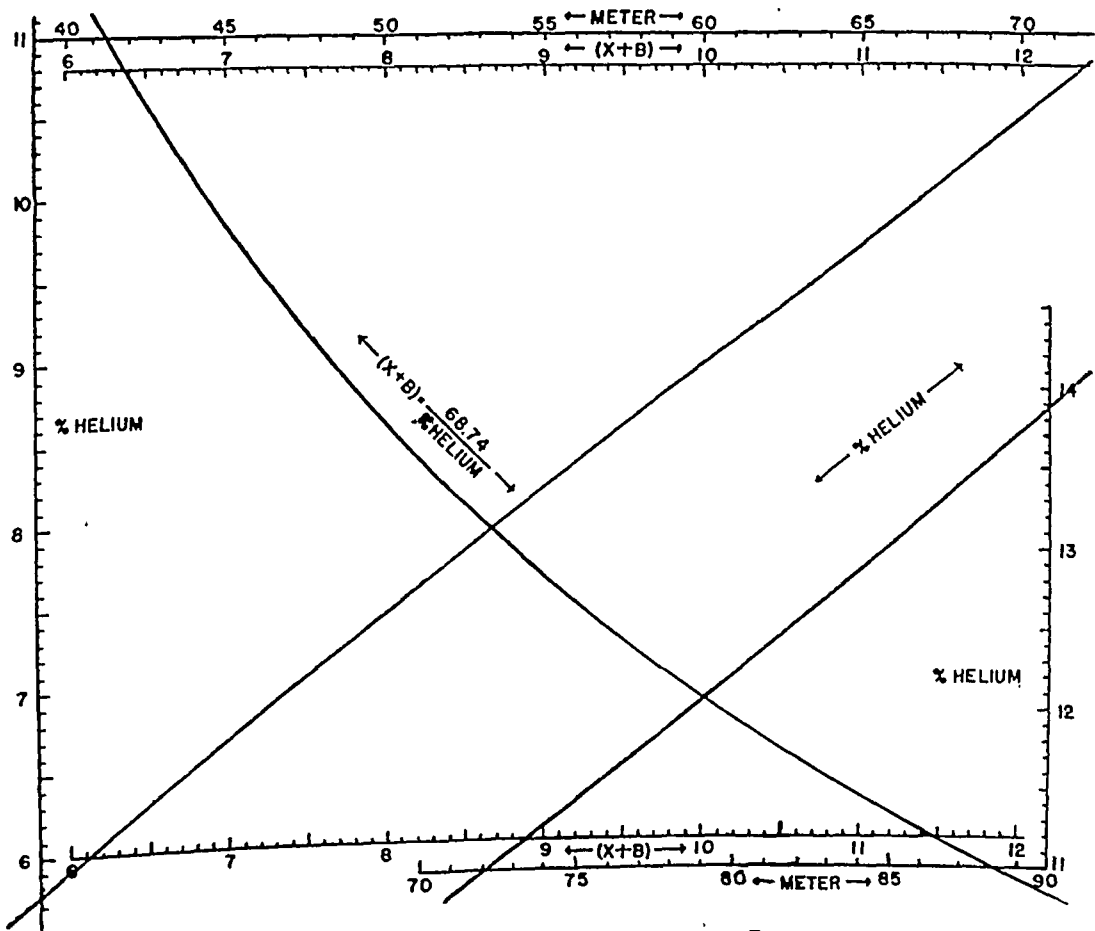 40 45 50 55 ← METER → 60 65 70
6 7 8 9 ← (X+B) → 10 11 12
11
10
9
8
7
6
% HELIUM
← (X+B) = 68.74 / % HELIUM →
← % HELIUM →
14
13
12
11
% HELIUM
6 7 8 9 ← (X+B) → 10 11 12
70 75 80 ← METER → 85 90